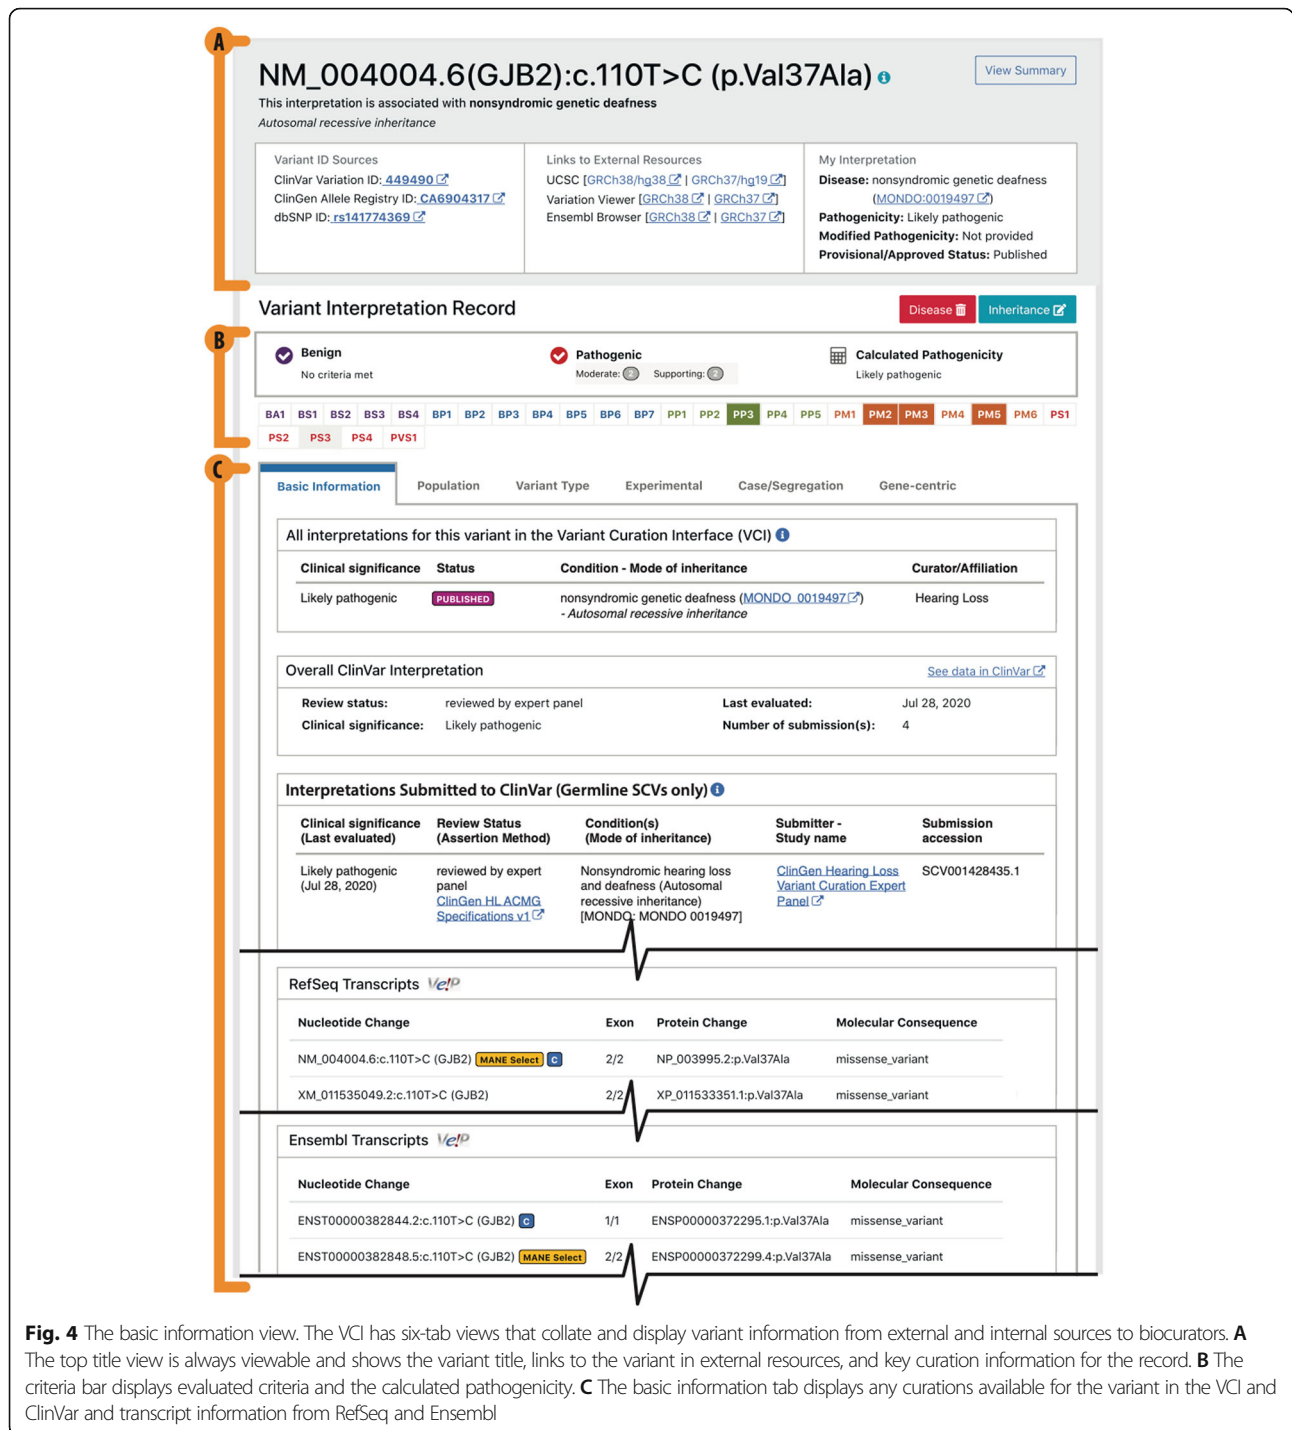 A
NM_004004.6(GJB2):c.110T>C (p.Val37Ala)
View Summary
This interpretation is associated with nonsyndromic genetic deafness
Autosomal recessive inheritance
Variant ID Sources
ClinVar Variation ID: 449490
ClinGen Allele Registry ID: CA6904317
dbSNP ID: rs141774369
Links to External Resources
UCSC [GRCh38/hg38 | GRCh37/hg19]
Variation Viewer [GRCh38 | GRCh37]
Ensembl Browser [GRCh38 | GRCh37]
My Interpretation
Disease: nonsyndromic genetic deafness
(MONDO:0019497)
Pathogenicity: Likely pathogenic
Modified Pathogenicity: Not provided
Provisional/Approved Status: Published
Variant Interpretation Record
Disease
Inheritance
B
Benign
No criteria met
Pathogenic
Moderate: 2 Supporting: 2
Calculated Pathogenicity
Likely pathogenic
BA1 BS1 BS2 BS3 BS4 BP1 BP2 BP3 BP4 BP5 BP6 BP7 PP1 PP2 PP3 PP4 PP5 PM1 PM2 PM3 PM4 PM5 PM6 PS1
PS2 PS3 PS4 PVS1
C
Basic Information Population Variant Type Experimental Case/Segregation Gene-centric
All interpretations for this variant in the Variant Curation Interface (VCI)
Clinical significance Status Condition - Mode of inheritance Curator/Affiliation
Likely pathogenic PUBLISHED nonsyndromic genetic deafness (MONDO_0019497) Hearing Loss
- Autosomal recessive inheritance
Overall ClinVar Interpretation See data in ClinVar
Review status: reviewed by expert panel Last evaluated: Jul 28, 2020
Clinical significance: Likely pathogenic Number of submission(s): 4
Interpretations Submitted to ClinVar (Germline SCVs only)
Clinical significance Review Status Condition(s) Submitter - Submission
(Last evaluated) (Assertion Method) (Mode of inheritance) Study name accession
Likely pathogenic reviewed by expert Nonsyndromic hearing loss ClinGen Hearing Loss SCV001428435.1
(Jul 28, 2020) panel and deafness (Autosomal Variant Curation Expert
ClinGen HL ACMG recessive inheritance) Panel
Specifications v1 [MONDO: MONDO 0019497]
RefSeq Transcripts Ve!P
Nucleotide Change Exon Protein Change Molecular Consequence
NM_004004.6:c.110T>C (GJB2) MANE Select C 2/2 NP_003995.2:p.Val37Ala missense_variant
XM_011535049.2:c.110T>C (GJB2) 2/2 XP_011533351.1:p.Val37Ala missense_variant
Ensembl Transcripts Ve!P
Nucleotide Change Exon Protein Change Molecular Consequence
ENST00000382844.2:c.110T>C (GJB2) C 1/1 ENSP00000372295.1:p.Val37Ala missense_variant
ENST00000382848.5:c.110T>C (GJB2) MANE Select 2/2 ENSP00000372299.4:p.Val37Ala missense_variant
Fig. 4 The basic information view. The VCI has six-tab views that collate and display variant information from external and internal sources to biocurators. A
The top title view is always viewable and shows the variant title, links to the variant in external resources, and key curation information for the record. B The
criteria bar displays evaluated criteria and the calculated pathogenicity. C The basic information tab displays any curations available for the variant in the VCI and
ClinVar and transcript information from RefSeq and Ensembl